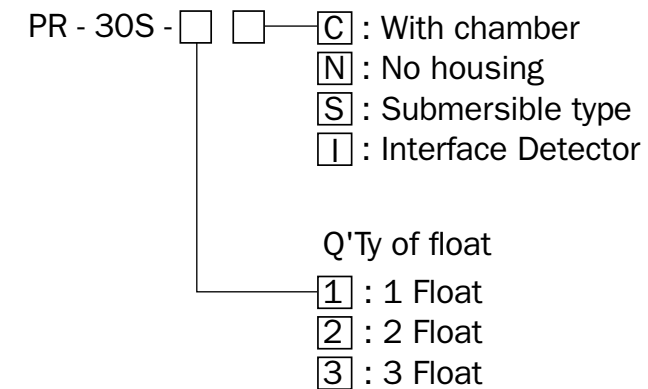 PR - 30S -
C : With chamber
N : No housing
S : Submersible type
I : Interface Detector
Q'Ty of float
1 : 1 Float
2 : 2 Float
3 : 3 Float